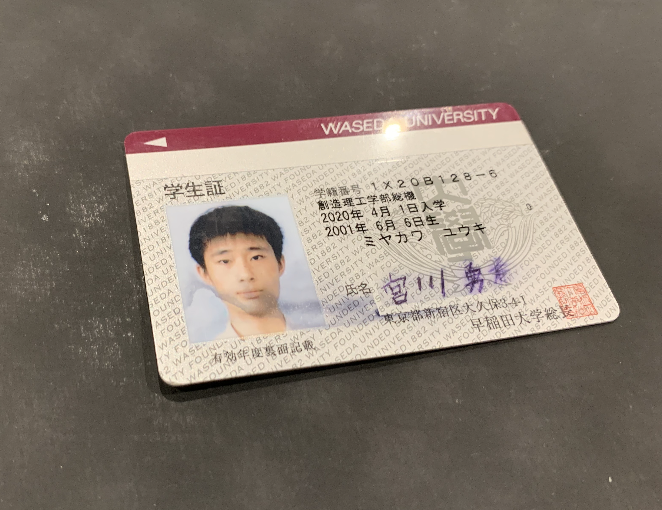 WASEDA UNIVERSITY
学生証
学籍番号 1X20B128-6
創造理工学部総機
2020年 4月 1日入学
2001年 6月 6日生
3
ミヤカワ ユウキ
氏名 宮川 勇
東京都新宿区大久保3-4-1
早稲田大学総長
有効年度裏面記載